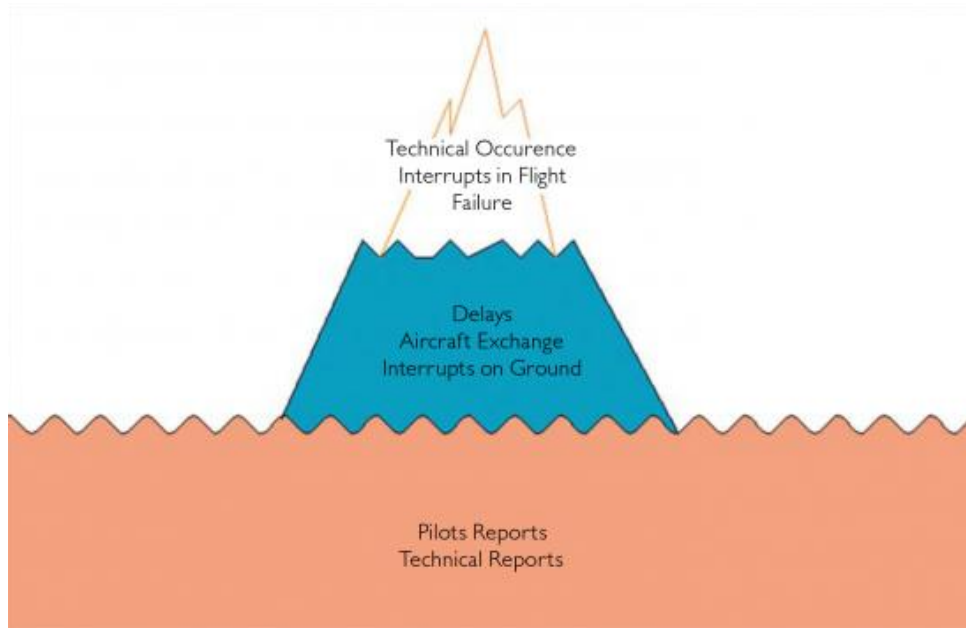 Technical Occurence
Interrupts in Flight
Failure
Delays
Aircraft Exchange
Interrupts on Ground
Pilots Reports
Technical Reports